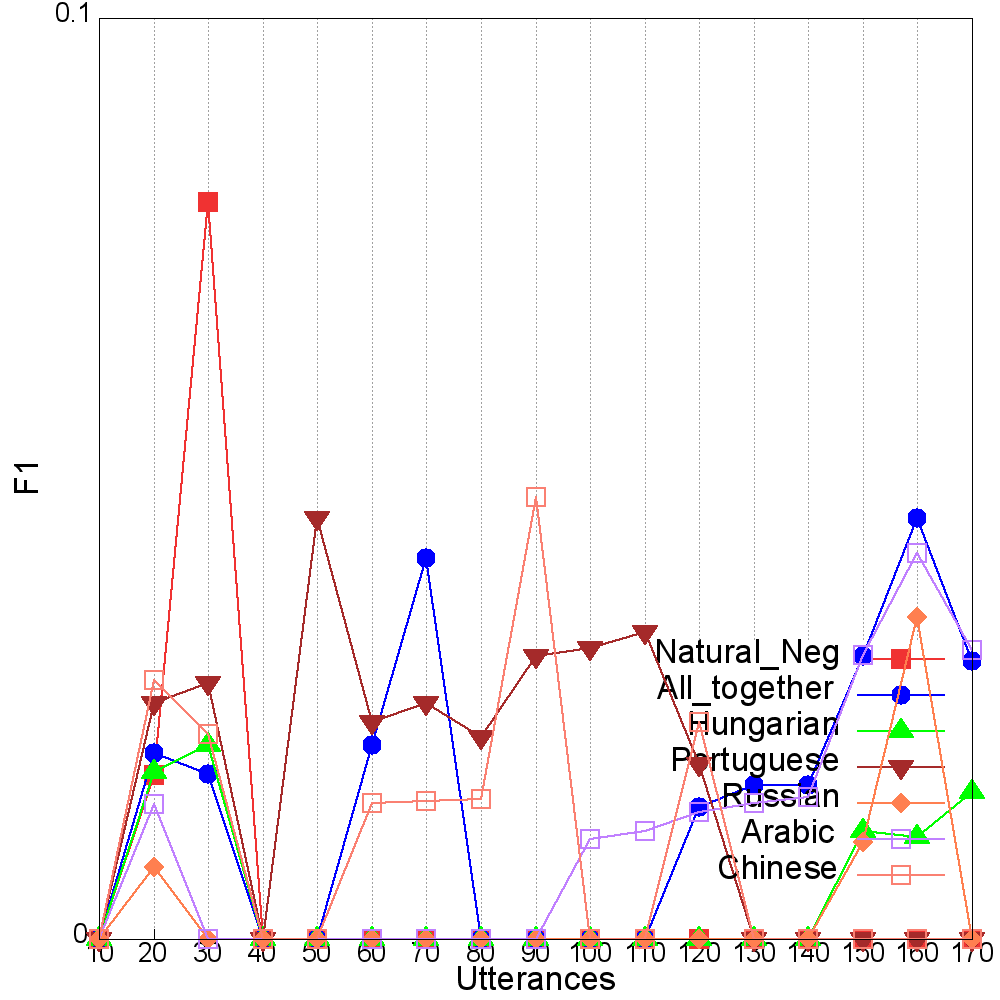 0.1
F1
Natural_Neg
All_together
Hungarian
Portuguese
Russian
Arabic
Chinese
0
10 20 30 40 50 60 70 80 90 100 110 120 130 140 150 160 170
Utterances